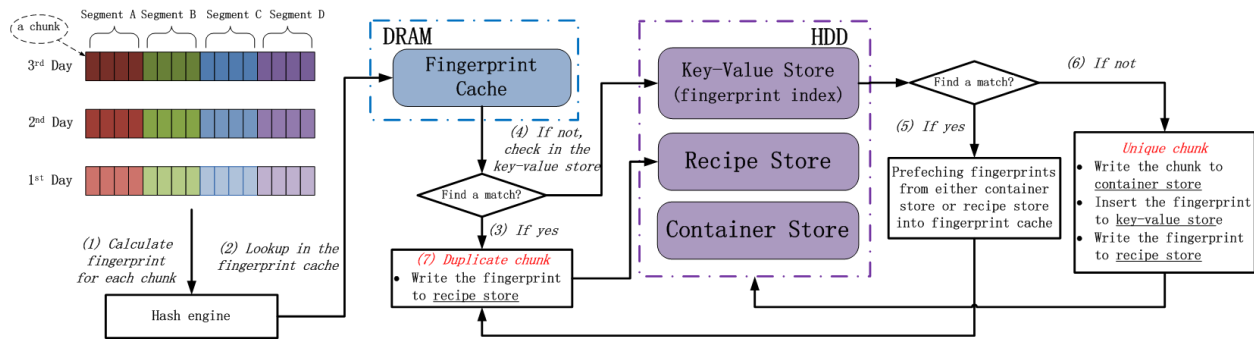 Segment A
Segment B
Segment C
Segment D
a chunk
3rd Day
2nd Day
1st Day
(1) Calculate
fingerprint
for each chunk
(2) Lookup in the
fingerprint cache
Hash engine
DRAM
Fingerprint
Cache
(4) If not,
check in the
key-value store
Find a match?
(3) If yes
(7) Duplicate chunk
• Write the fingerprint
to recipe store
HDD
Key-Value Store
(fingerprint index)
Recipe Store
Container Store
Find a match?
(6) If not
(5) If yes
Prefeching fingerprints
from either container
store or recipe store
into fingerprint cache
Unique chunk
• Write the chunk to
container store
• Insert the fingerprint
to key-value store
• Write the fingerprint
to recipe store